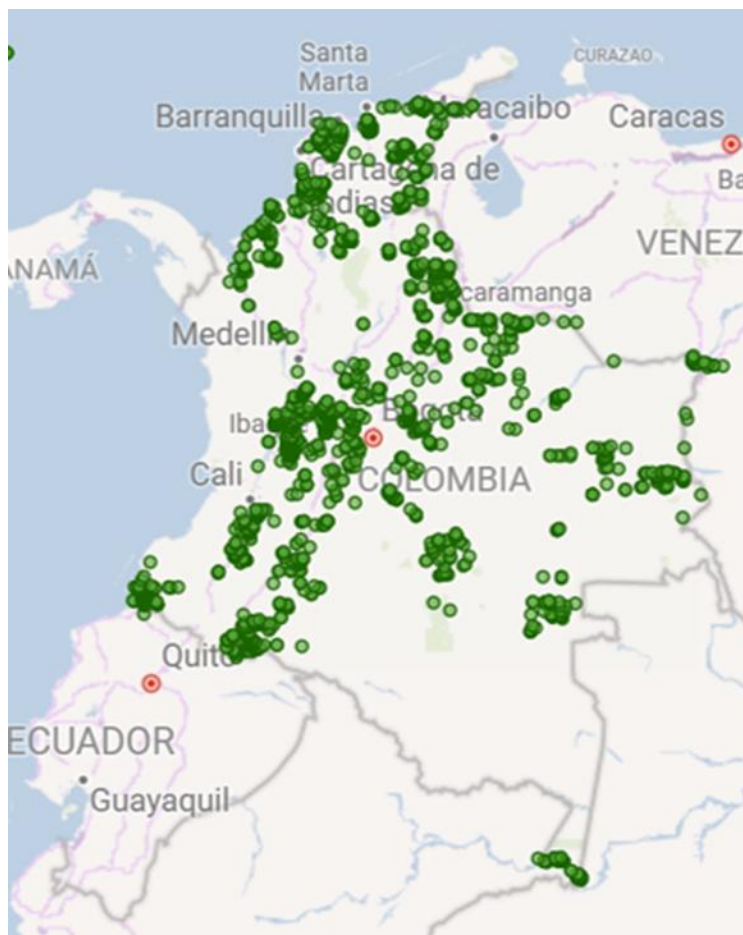 Santa
Marta
CURAZAO
Barranquilla
acaibo
Caracas
Cartagena de
dias
Ba
ANAMÁ
VENEZ
caramanga
Medellín
Iba
Bogotá
Cali
COLOMBIA
Quito
ECUADOR
Guayaquil